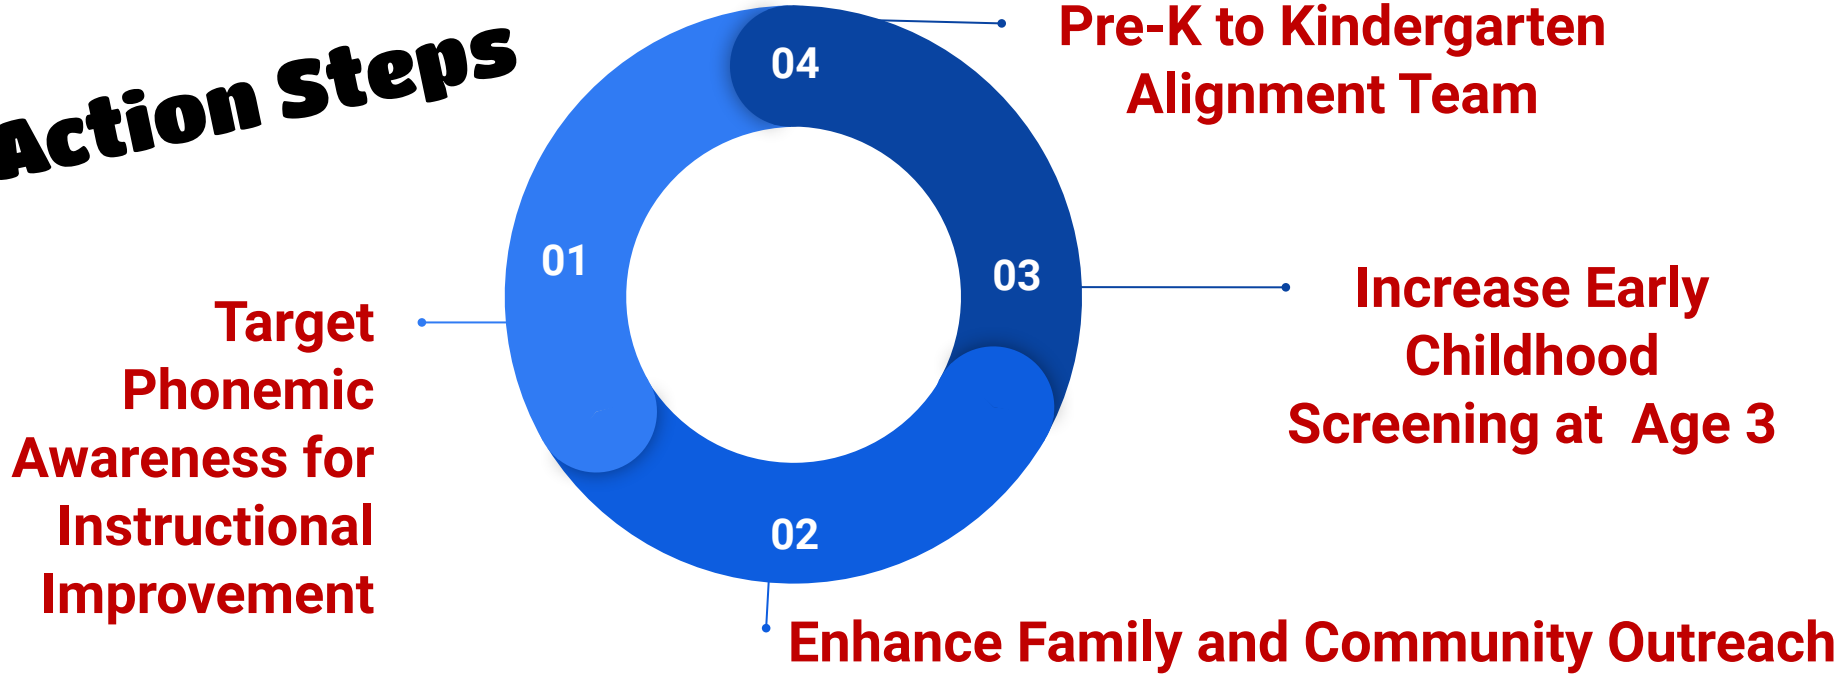 Action Steps
04
Pre-K to Kindergarten
Alignment Team
01
03
Target
Phonemic
Awareness for
Instructional
Improvement
Increase Early
Childhood
Screening at Age 3
02
Enhance Family and Community Outreach